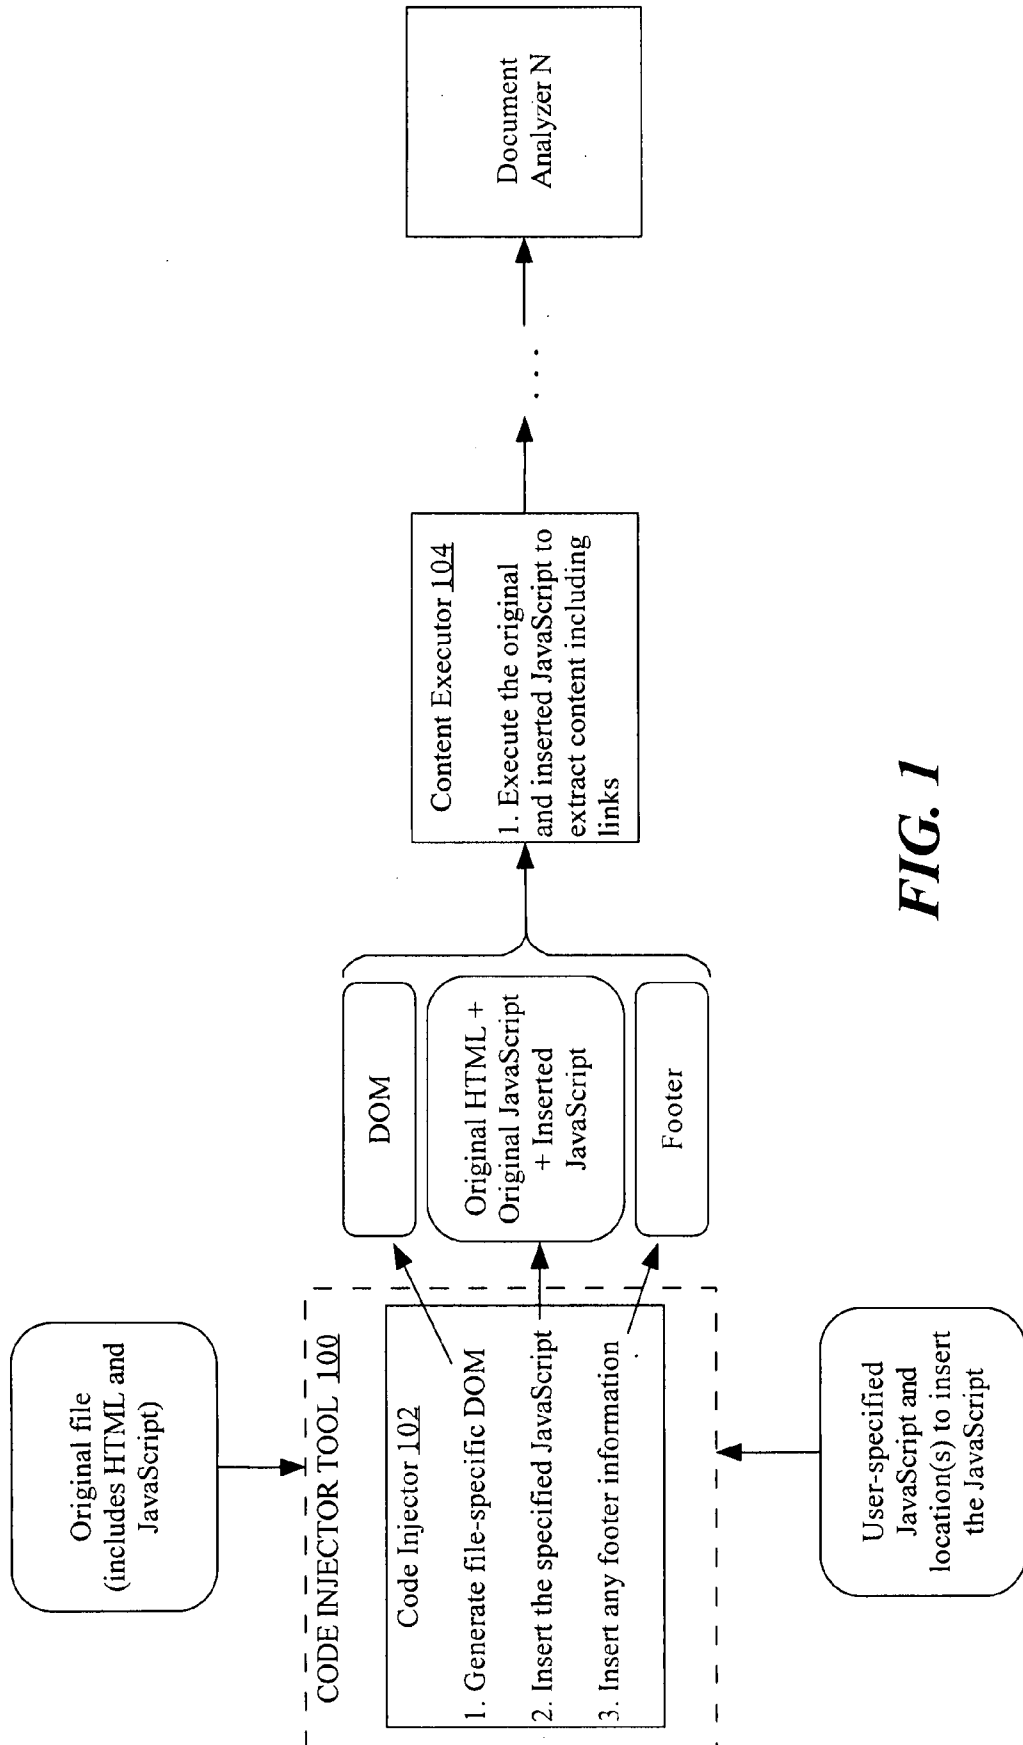 Original file
(includes HTML and
JavaScript)
CODE INJECTOR TOOL 100
Code Injector 102
1. Generate file-specific DOM
2. Insert the specified JavaScript
3. Insert any footer information
User-specified
JavaScript and
location(s) to insert
the JavaScript
DOM
Original HTML +
Original JavaScript
+ Inserted
JavaScript
Footer
Content Executor 104
1. Execute the original
and inserted JavaScript to
extract content including
links
. . .
Document
Analyzer N
FIG. 1